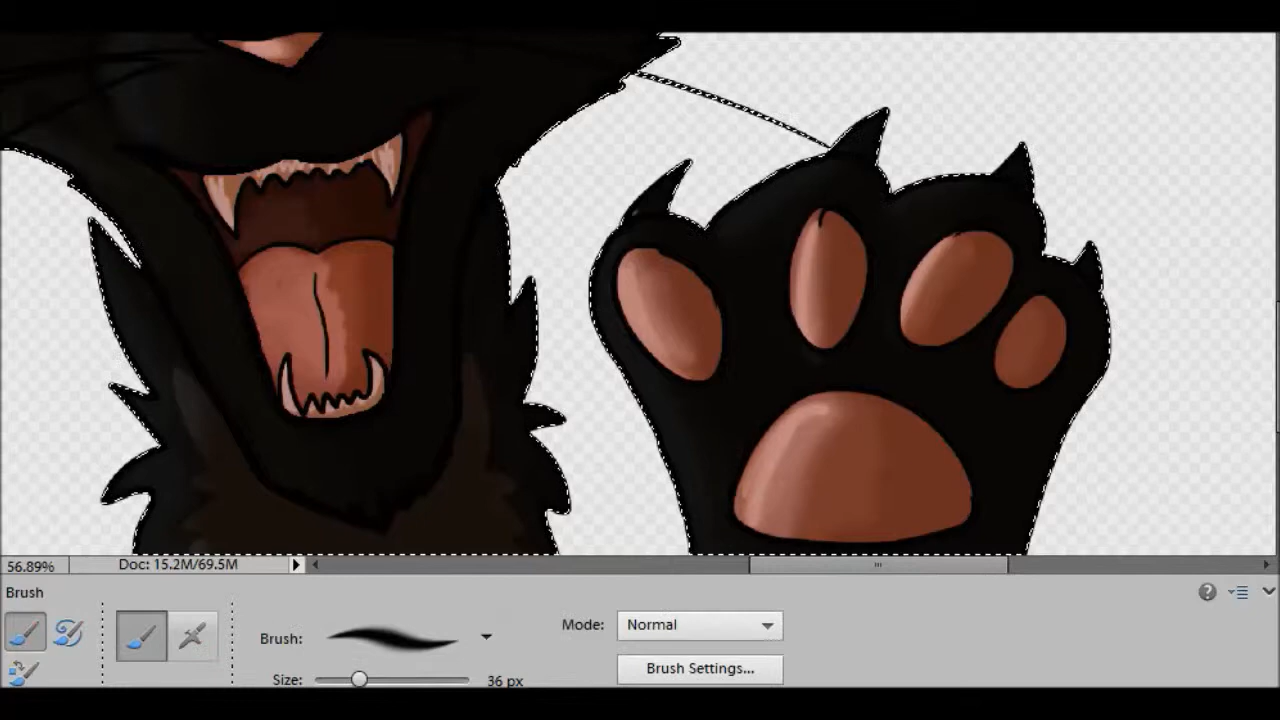 56.89%
Doc: 15.2M/69.5M
Brush
Brush:
Mode:
Normal
Brush Settings...
Size:
36 px